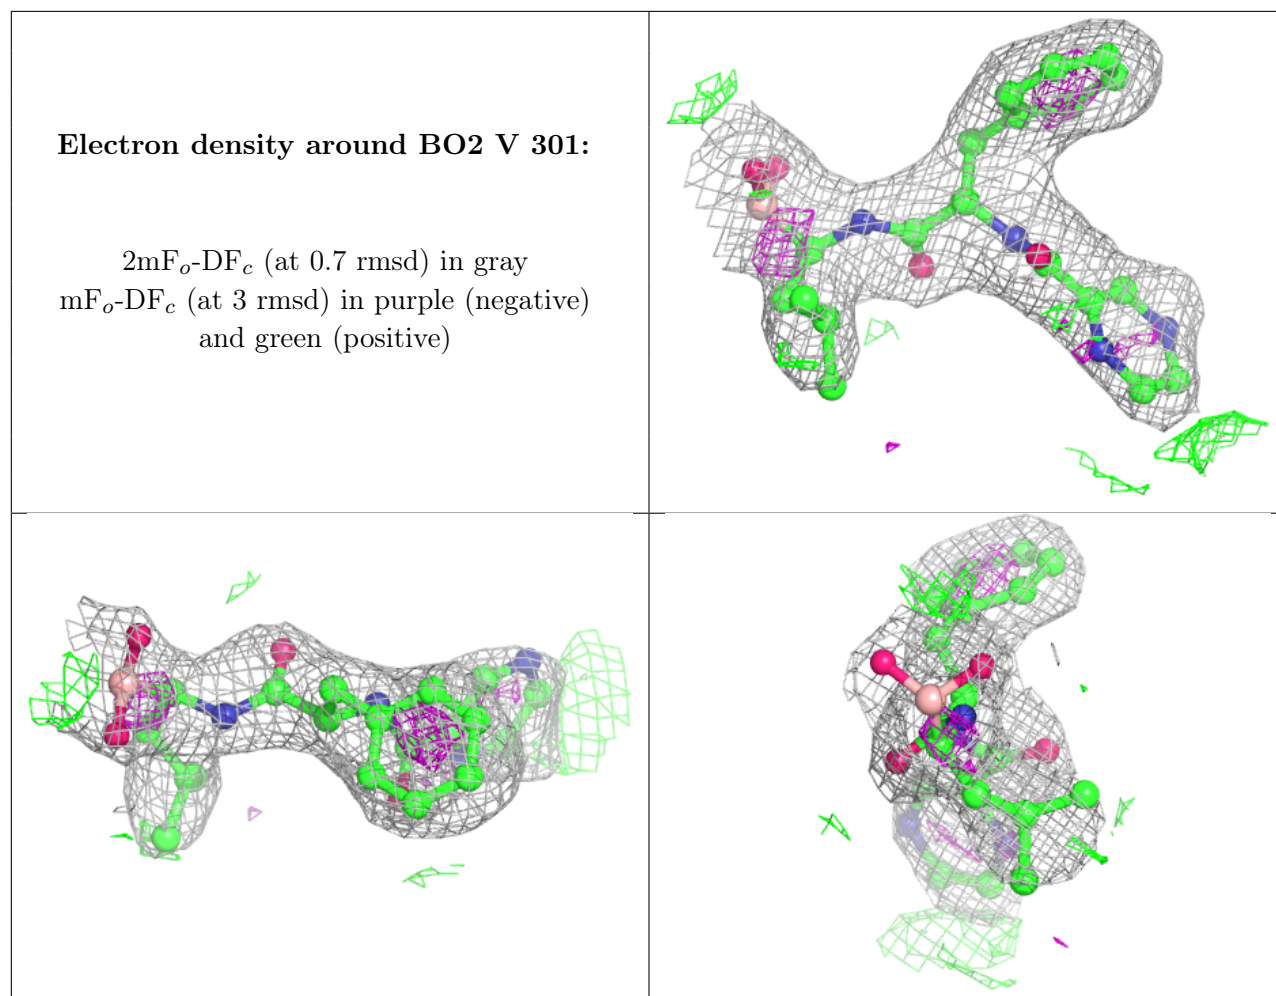 Electron density around BO2 V 301:
2mFo-DFc (at 0.7 rmsd) in gray
mFo-DFc (at 3 rmsd) in purple (negative)
and green (positive)